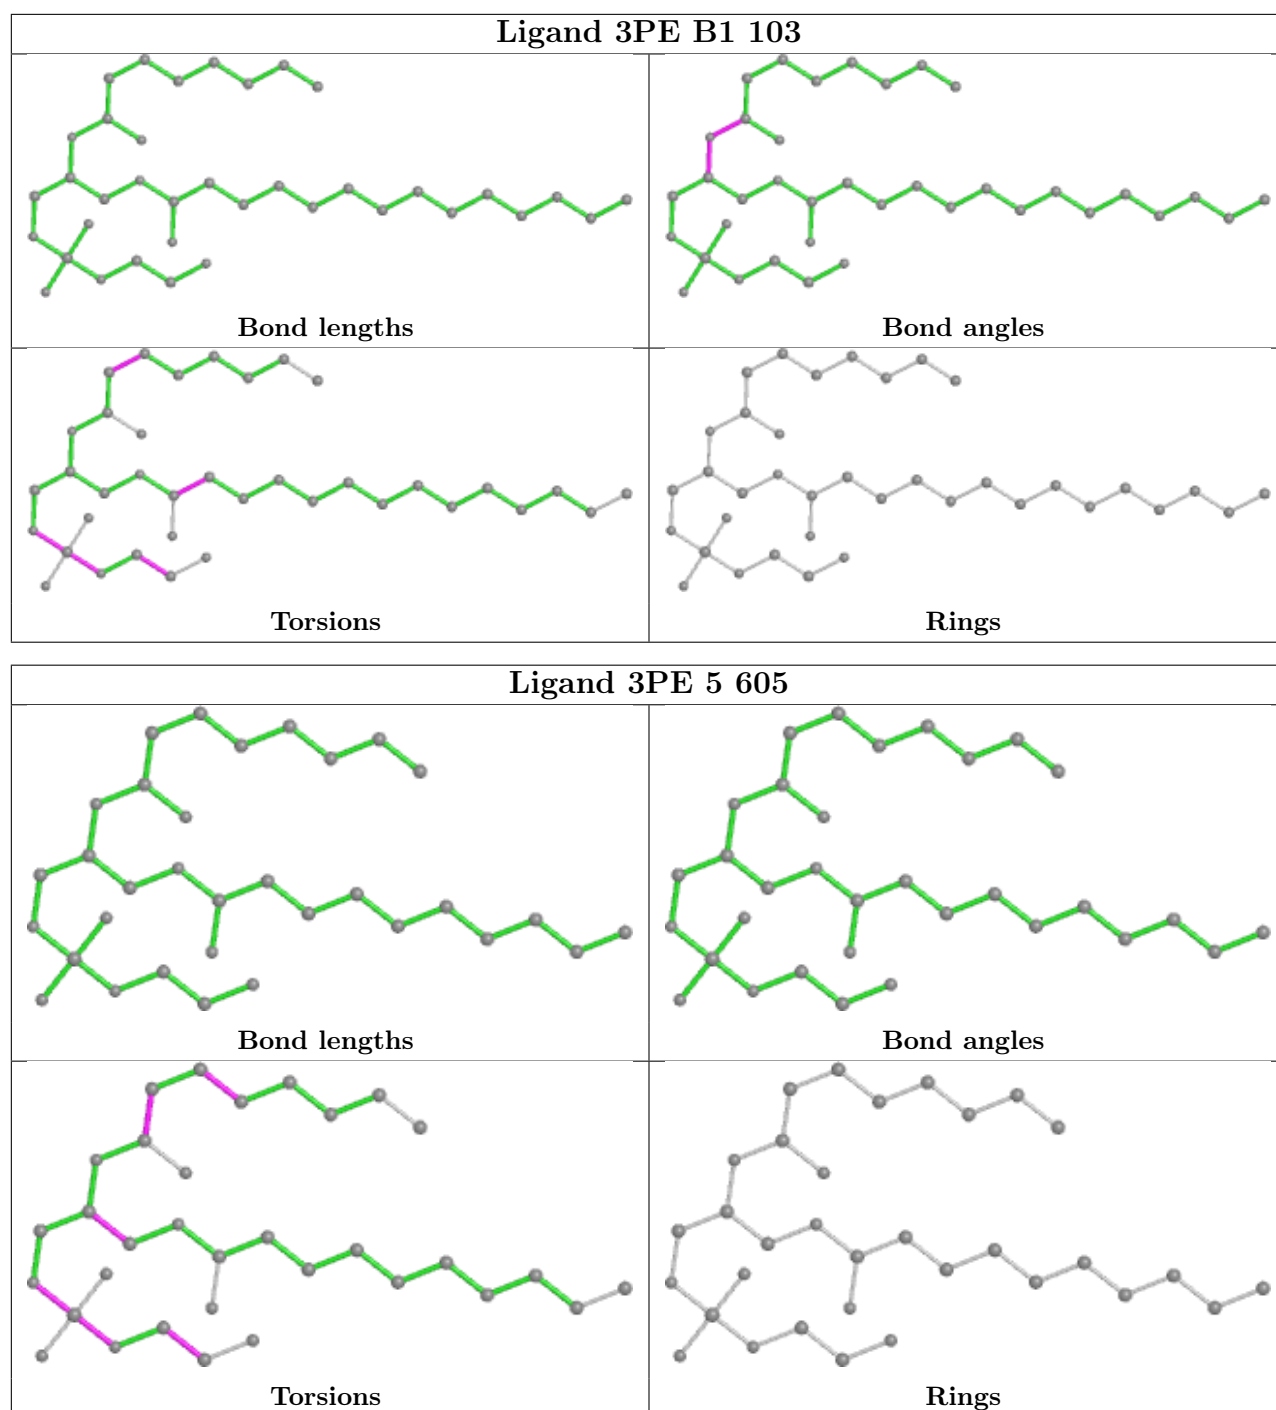 Ligand 3PE B1 103
Bond lengths
Bond angles
Torsions
Rings
Ligand 3PE 5 605
Bond lengths
Bond angles
Torsions
Rings